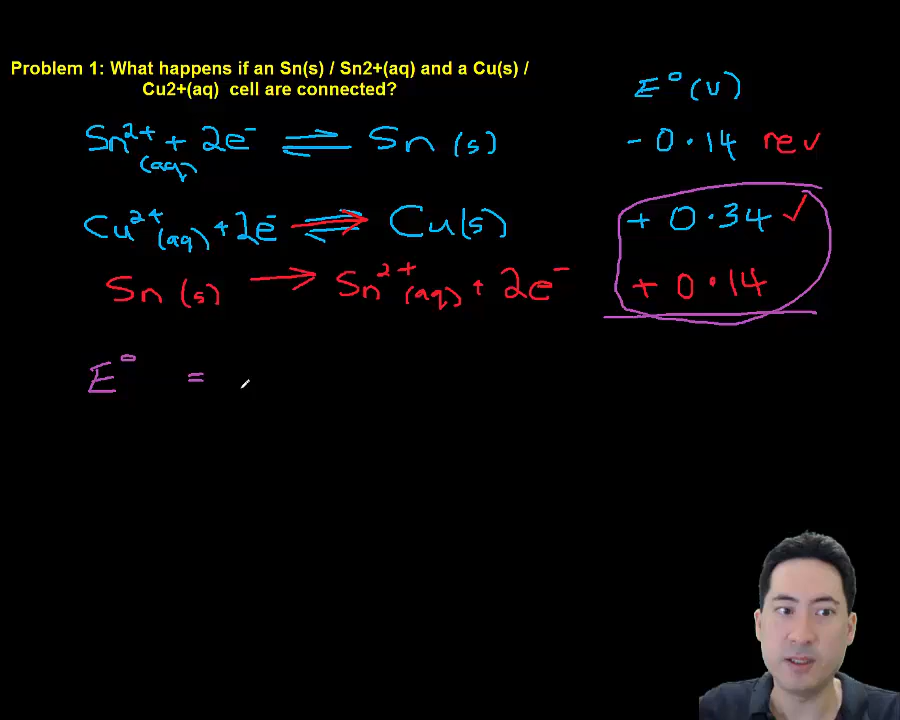 Problem 1: What happens if an Sn(s) / Sn2+(aq) and a Cu(s) /
Cu2+(aq) cell are connected?
E° (V)
Sn²⁺(aq) + 2e⁻ ⇌ Sn (s) - 0.14 rev
Cu²⁺(aq) + 2e⁻ ⇌ Cu(s) + 0.34 ✓
Sn (s) → Sn²⁺(aq) + 2e⁻ + 0.14
E° =